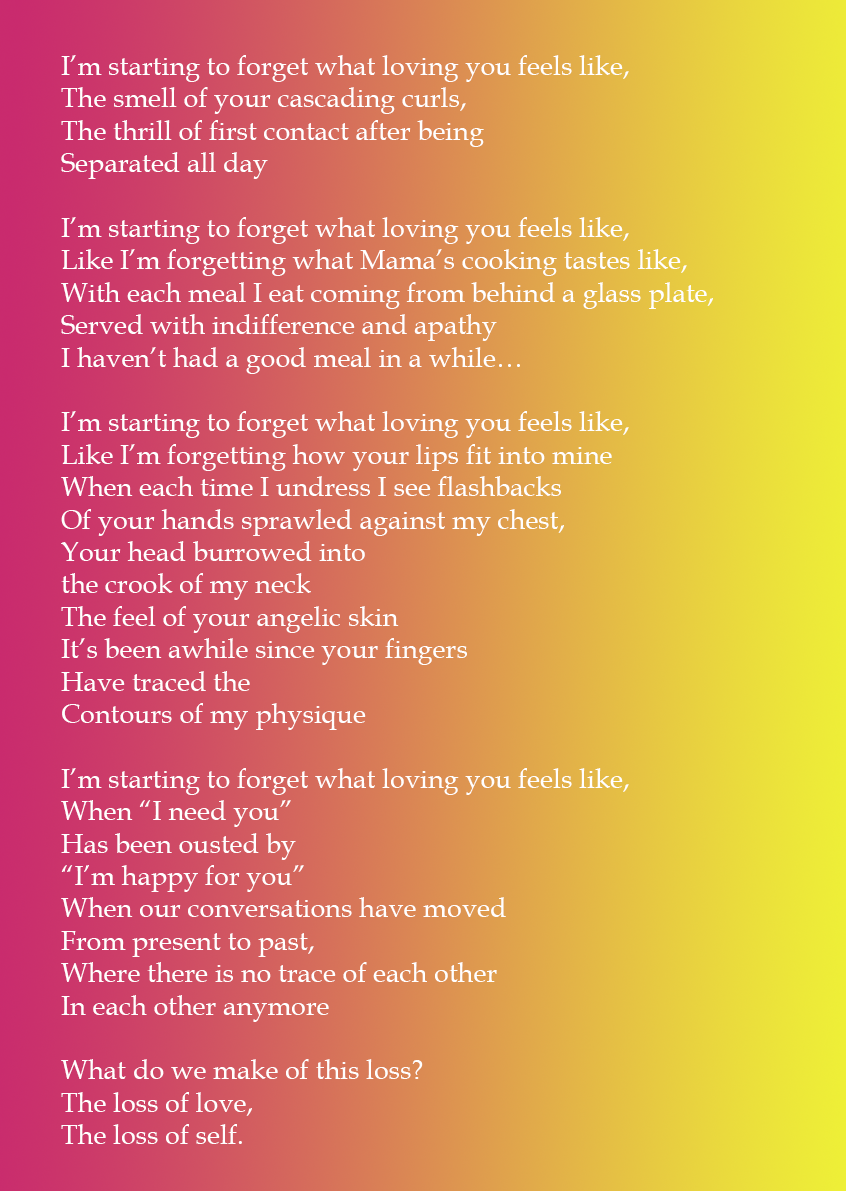 I’m starting to forget what loving you feels like,
The smell of your cascading curls,
The thrill of first contact after being
Separated all day
I’m starting to forget what loving you feels like,
Like I’m forgetting what Mama’s cooking tastes like,
With each meal I eat coming from behind a glass plate,
Served with indifference and apathy
I haven’t had a good meal in a while…
I’m starting to forget what loving you feels like,
Like I’m forgetting how your lips fit into mine
When each time I undress I see flashbacks
Of your hands sprawled against my chest,
Your head burrowed into
the crook of my neck
The feel of your angelic skin
It’s been awhile since your fingers
Have traced the
Contours of my physique
I’m starting to forget what loving you feels like,
When “I need you”
Has been ousted by
“I’m happy for you”
When our conversations have moved
From present to past,
Where there is no trace of each other
In each other anymore
What do we make of this loss?
The loss of love,
The loss of self.